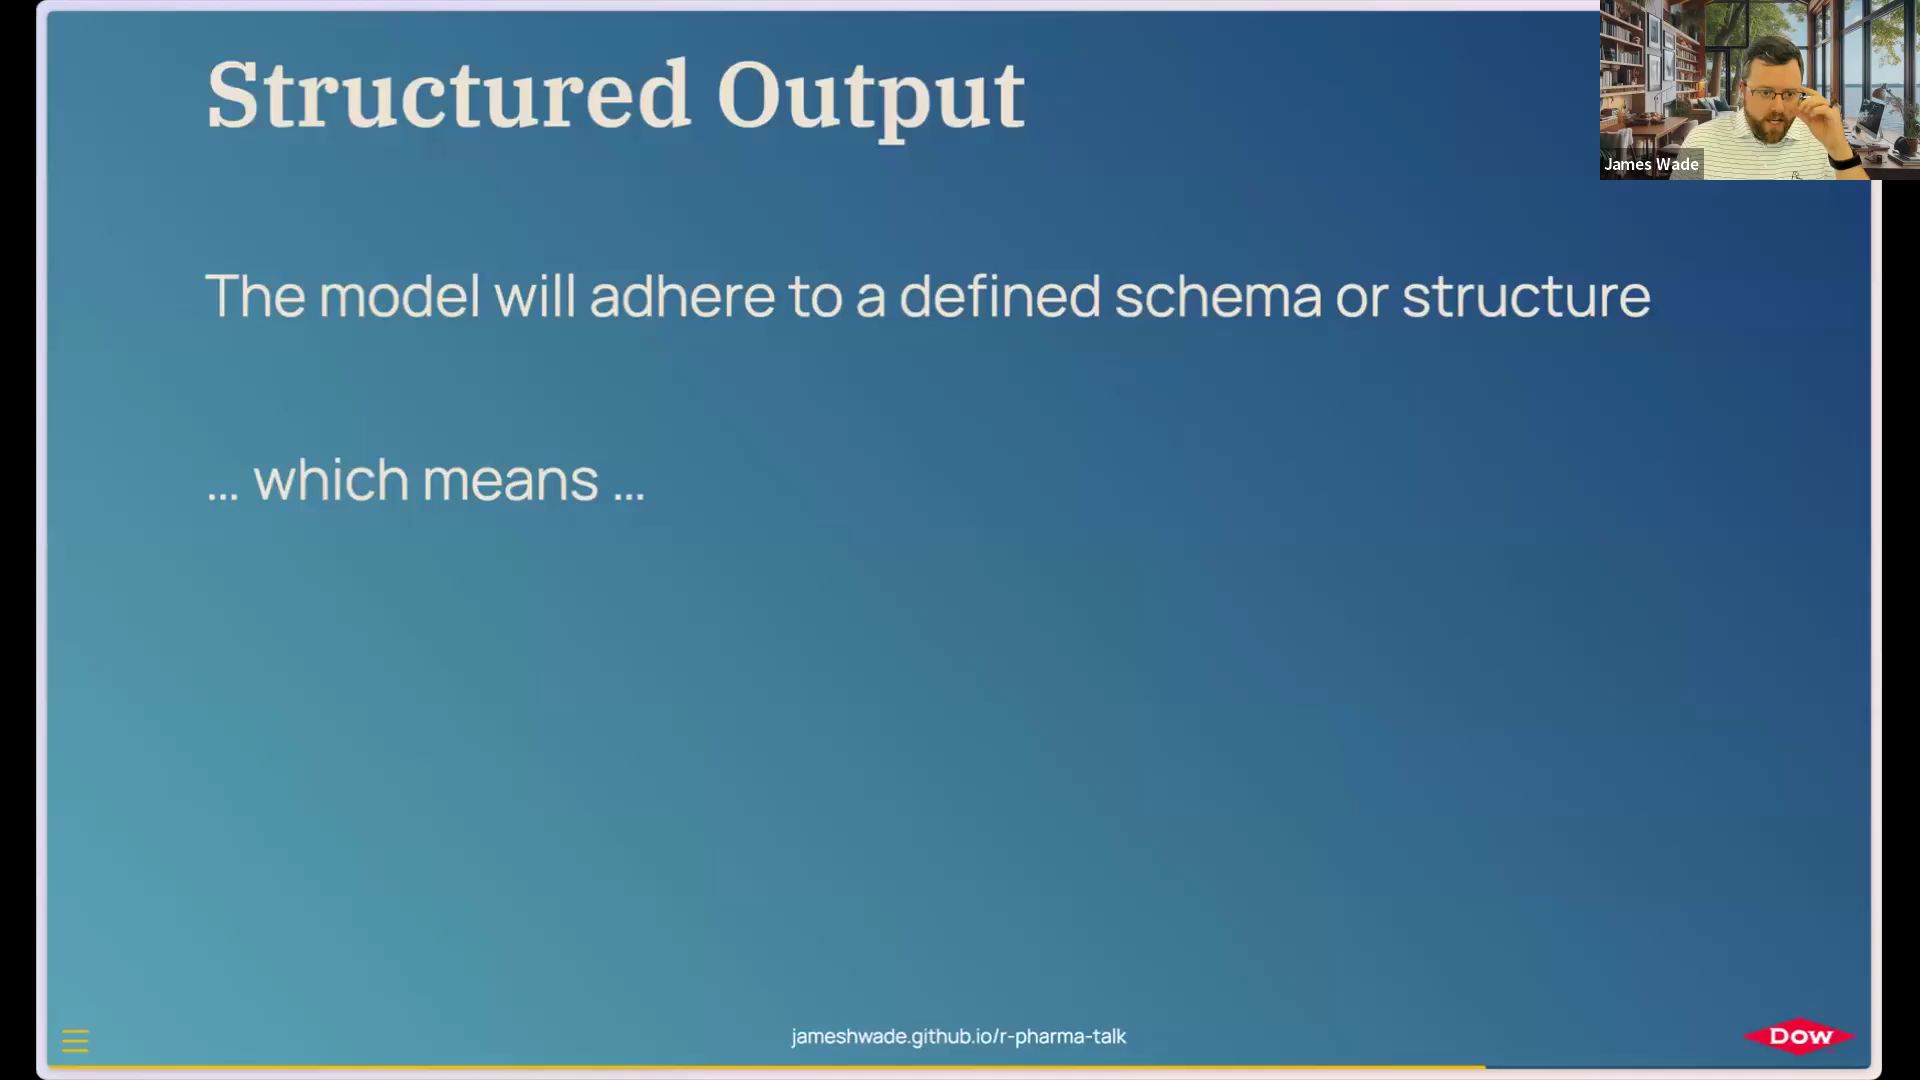 Structured Output
James Wade
The model will adhere to a defined schema or structure
... which means ...
jameshwade.github.io/r-pharma-talk
Dow